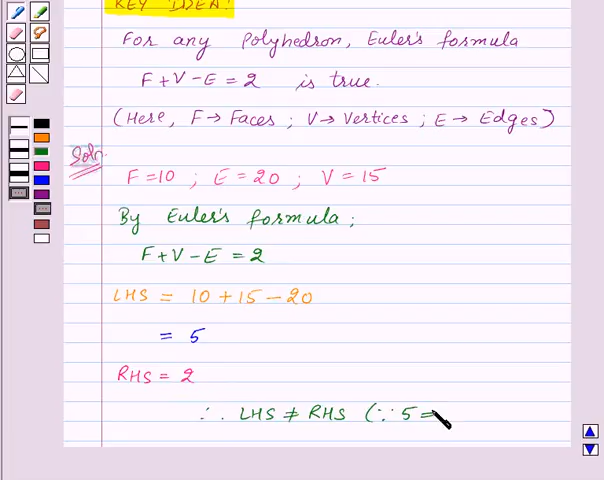 KEY IDEA:
For any Polyhedron, Euler's formula
F + V - E = 2 is true.
(Here, F → Faces ; V → Vertices ; E → Edges)
Soln.
F = 10 ; E = 20 ; V = 15
By Euler's formula ;
F + V - E = 2
LHS = 10 + 15 - 20
= 5
RHS = 2
∴ LHS ≠ RHS (∵ 5 =